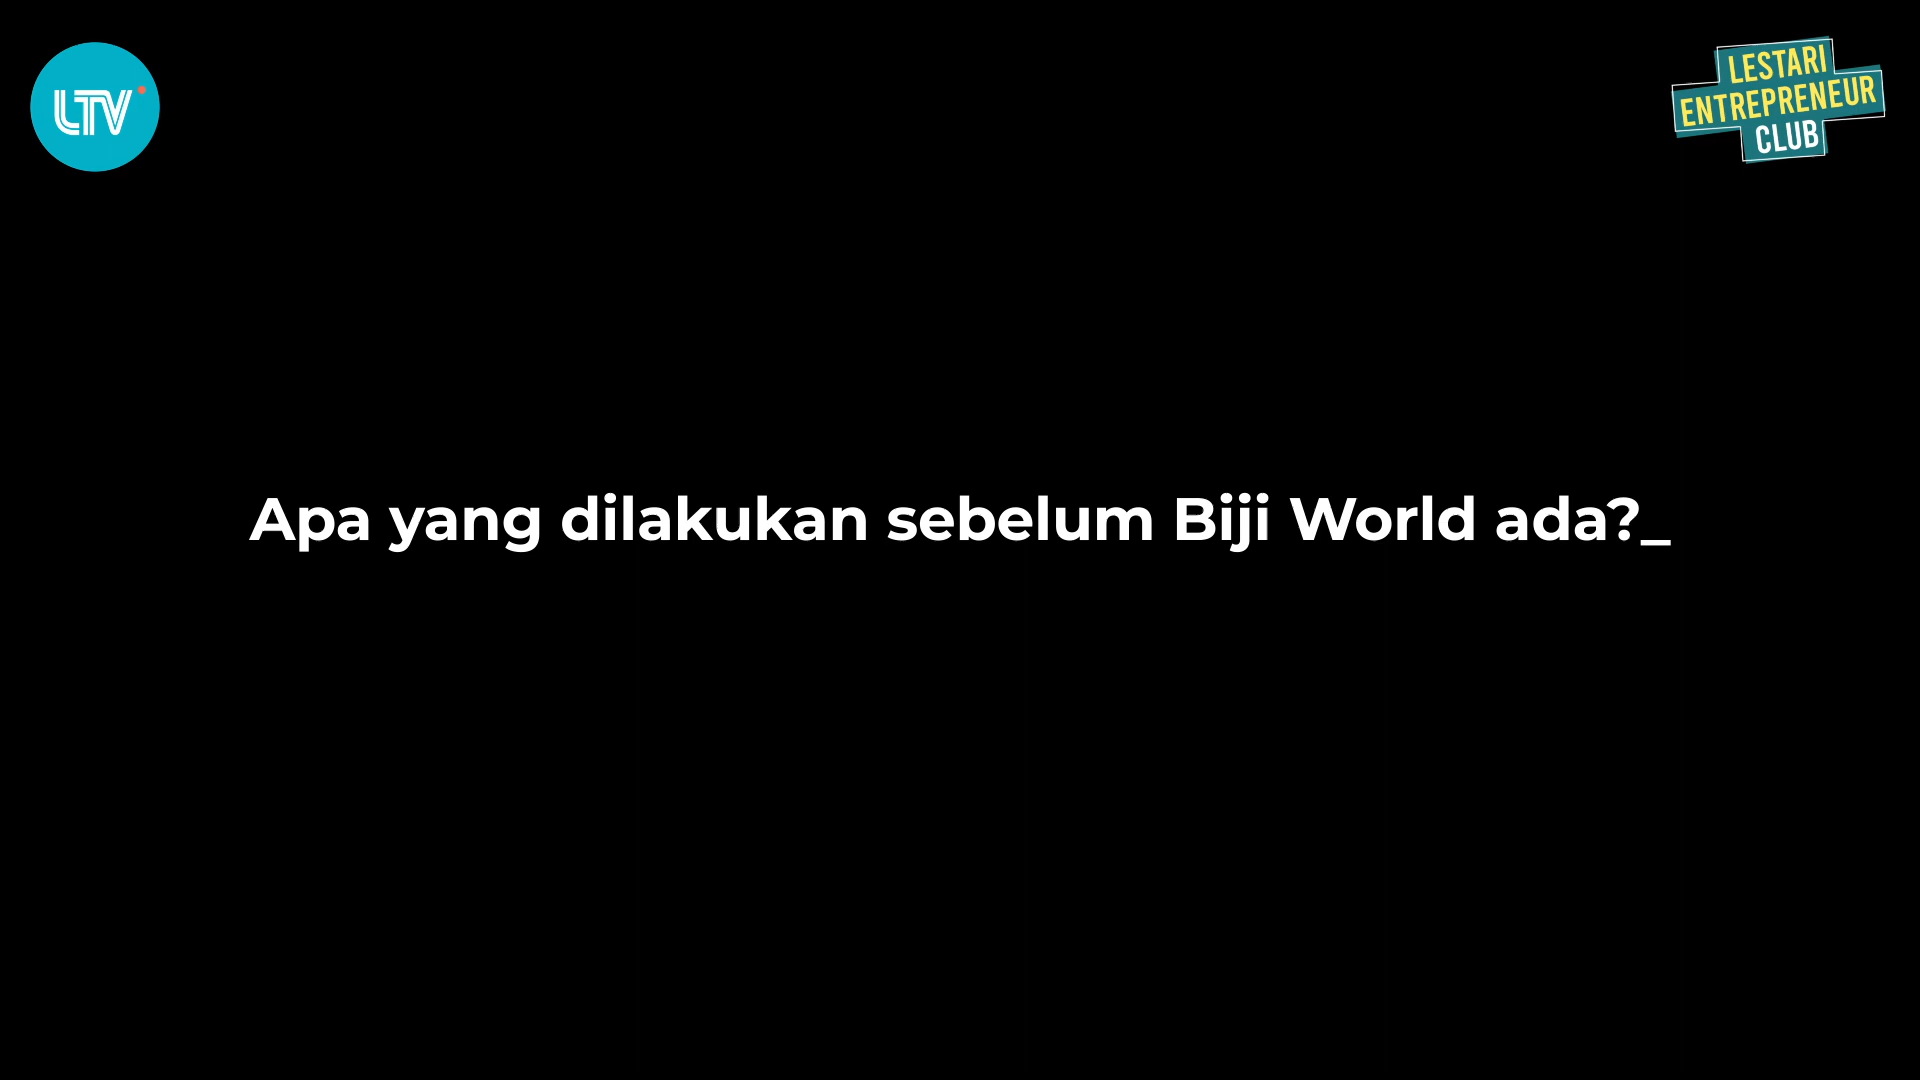 LTV
LESTARI
ENTREPRENEUR
CLUB
Apa yang dilakukan sebelum Biji World ada?_